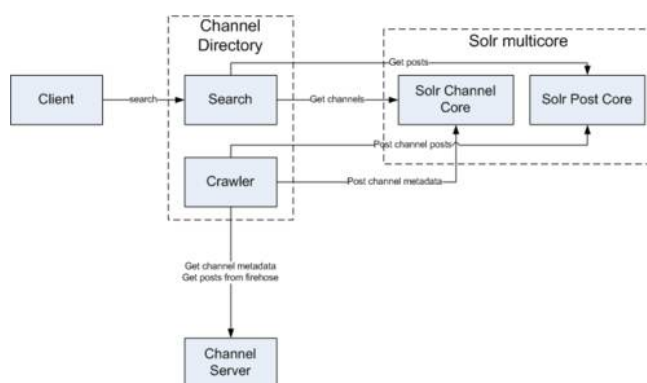 Channel
Directory
Solr multicore
Get posts
Client
search
Search
Get channels
Solr Channel
Core
Solr Post Core
Post channel posts
Crawler
Post channel metadata
Get channel metadata
Get posts from firehose
Channel
Server